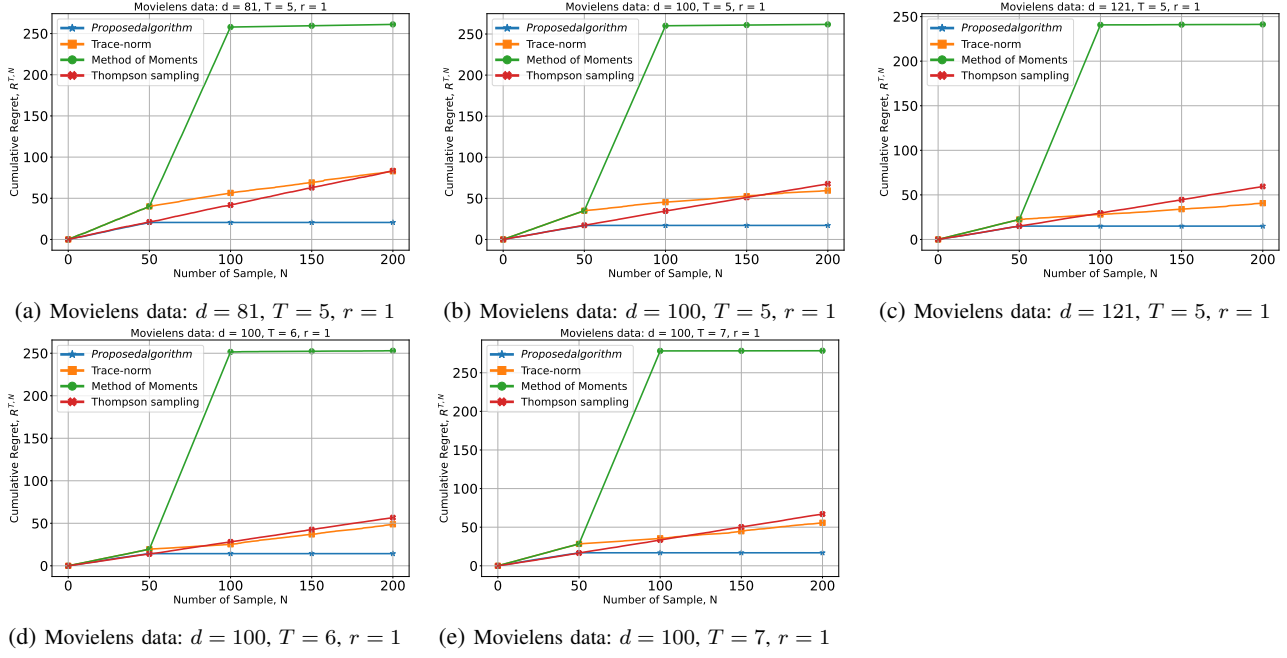 Movielens data: d = 81, T = 5, r = 1
Cumulative Regret, R^{T,N}
250
200
150
100
50
0
Proposedalgorithm
Trace-norm
Method of Moments
Thompson sampling
0 50 100 150 200
Number of Sample, N
(a) Movielens data: d = 81, T = 5, r = 1
Movielens data: d = 100, T = 5, r = 1
Cumulative Regret, R^{T,N}
250
200
150
100
50
0
Proposedalgorithm
Trace-norm
Method of Moments
Thompson sampling
0 50 100 150 200
Number of Sample, N
(b) Movielens data: d = 100, T = 5, r = 1
Movielens data: d = 121, T = 5, r = 1
Cumulative Regret, R^{T,N}
250
200
150
100
50
0
Proposedalgorithm
Trace-norm
Method of Moments
Thompson sampling
0 50 100 150 200
Number of Sample, N
(c) Movielens data: d = 121, T = 5, r = 1
Movielens data: d = 100, T = 6, r = 1
Cumulative Regret, R^{T,N}
250
200
150
100
50
0
Proposedalgorithm
Trace-norm
Method of Moments
Thompson sampling
0 50 100 150 200
Number of Sample, N
(d) Movielens data: d = 100, T = 6, r = 1
Movielens data: d = 100, T = 7, r = 1
Cumulative Regret, R^{T,N}
250
200
150
100
50
0
Proposedalgorithm
Trace-norm
Method of Moments
Thompson sampling
0 50 100 150 200
Number of Sample, N
(e) Movielens data: d = 100, T = 7, r = 1